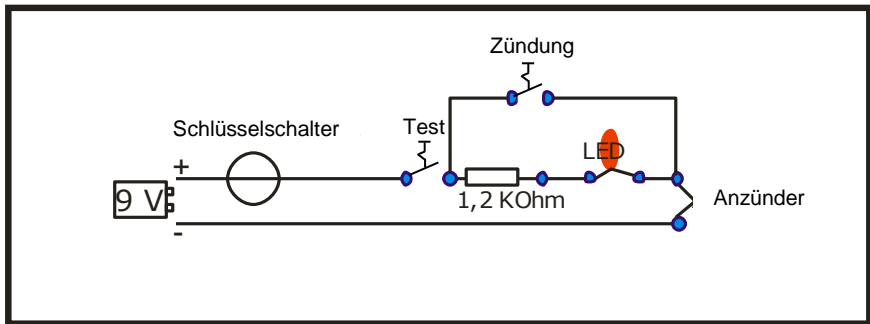 Zündung
Schlüsselschalter
Test
LED
+
9 V
1,2 KOhm
Anzünder
-